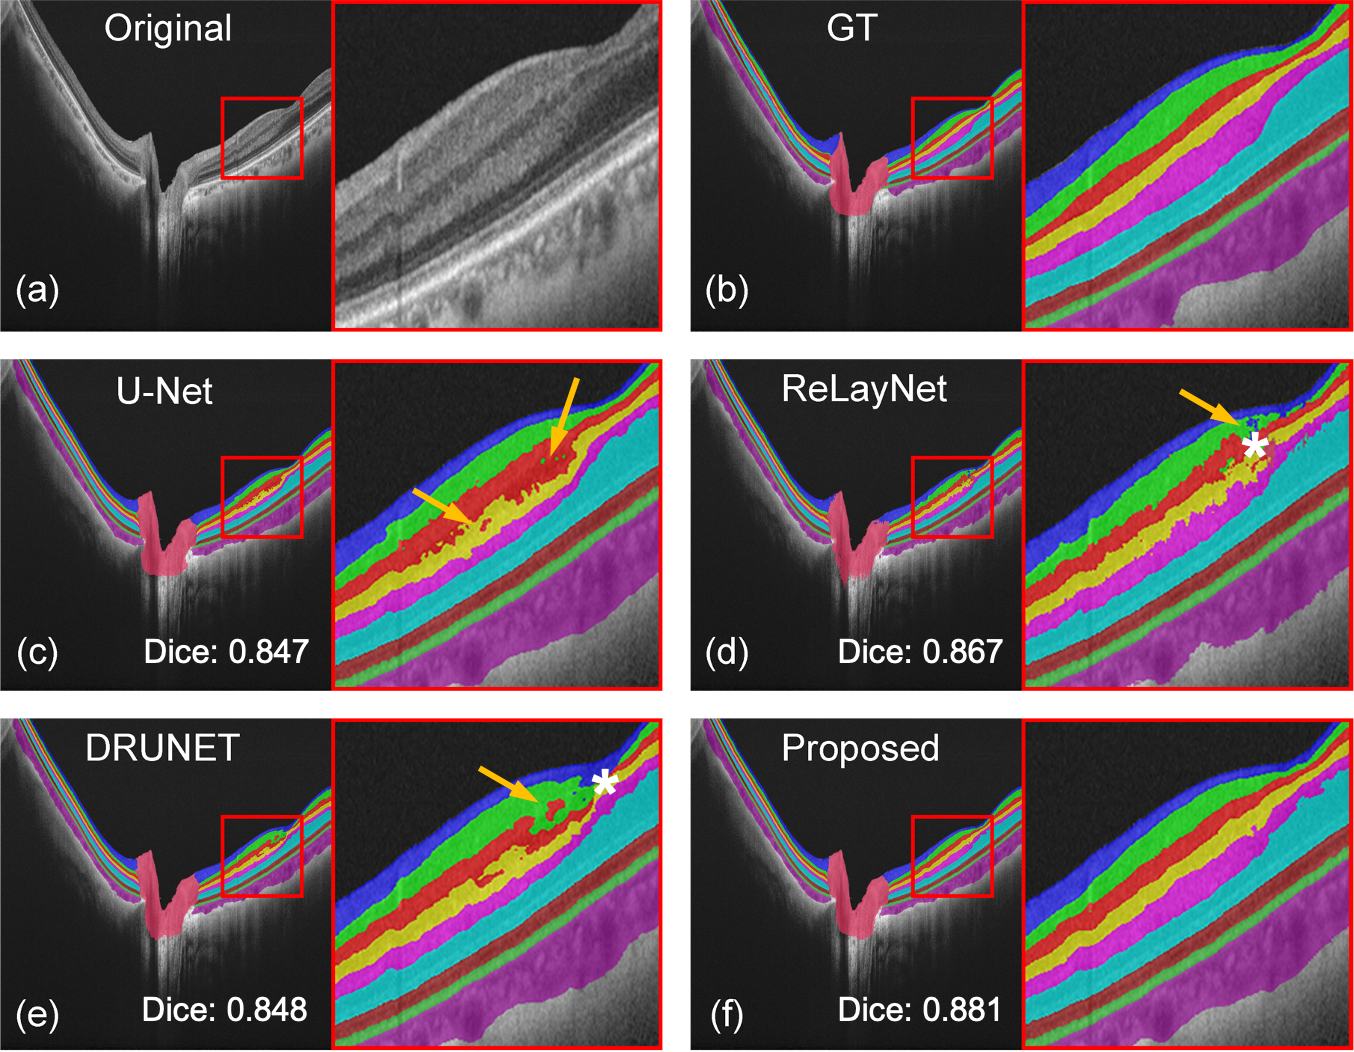 Original
(a)
GT
(b)
U-Net
(c)
Dice: 0.847
ReLayNet
*
(d)
Dice: 0.867
DRUNET
*
(e)
Dice: 0.848
Proposed
(f)
Dice: 0.881